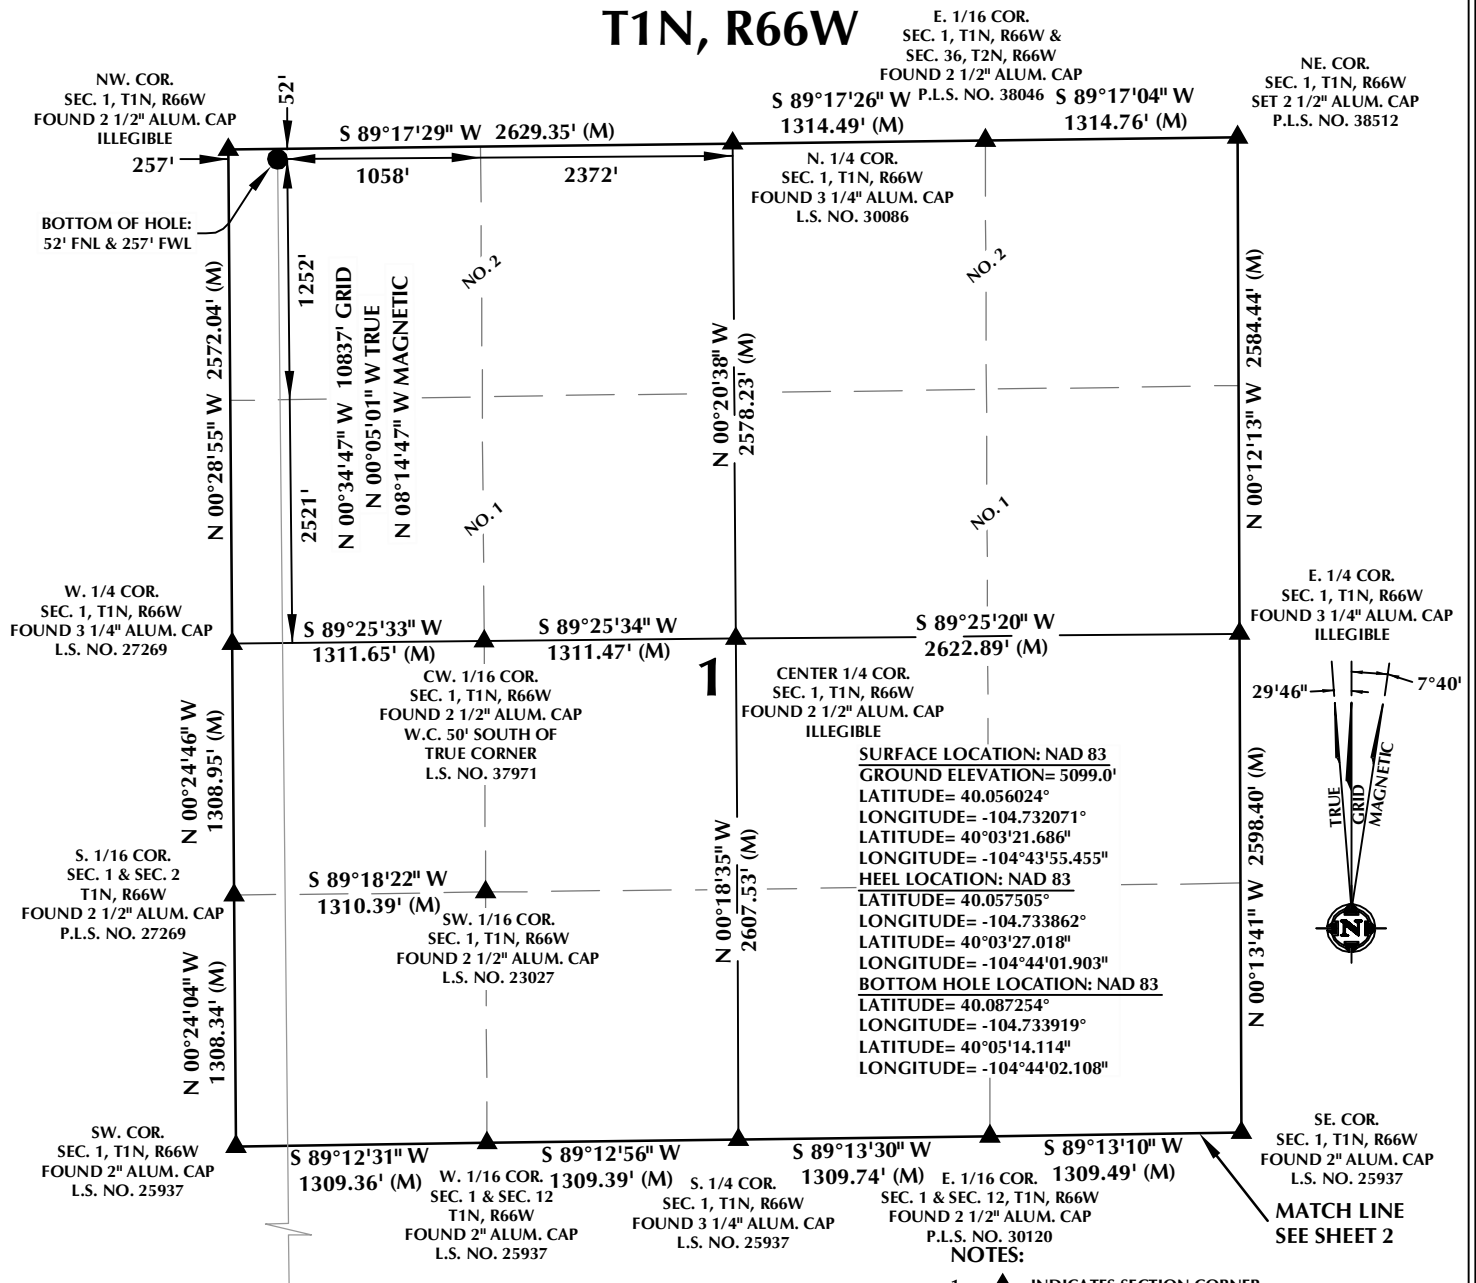 T1N, R66W
E. 1/16 COR.
SEC. 1, T1N, R66W &
SEC. 36, T2N, R66W
FOUND 2 1/2" ALUM. CAP
P.L.S. NO. 38046
NW. COR.
SEC. 1, T1N, R66W
FOUND 2 1/2" ALUM. CAP
ILLEGIBLE
NE. COR.
SEC. 1, T1N, R66W
SET 2 1/2" ALUM. CAP
P.L.S. NO. 38512
52'
257'
S 89°17'29" W 2629.35' (M)
S 89°17'26" W
1314.49' (M)
S 89°17'04" W
1314.76' (M)
1058'
2372'
N. 1/4 COR.
SEC. 1, T1N, R66W
FOUND 3 1/4" ALUM. CAP
L.S. NO. 30086
BOTTOM OF HOLE:
52' FNL & 257' FWL
N 00°28'55" W 2572.04' (M)
1252'
2521'
N 00°34'47" W 10837' GRID
N 00°05'01" W TRUE
N 08°14'47" W MAGNETIC
NO. 2
NO. 2
NO. 1
NO. 1
N 00°20'38" W
2578.23' (M)
N 00°12'13" W 2584.44' (M)
W. 1/4 COR.
SEC. 1, T1N, R66W
FOUND 3 1/4" ALUM. CAP
L.S. NO. 27269
S 89°25'33" W
1311.65' (M)
S 89°25'34" W
1311.47' (M)
S 89°25'20" W
2622.89' (M)
E. 1/4 COR.
SEC. 1, T1N, R66W
FOUND 3 1/4" ALUM. CAP
ILLEGIBLE
1
CW. 1/16 COR.
SEC. 1, T1N, R66W
FOUND 2 1/2" ALUM. CAP
W.C. 50' SOUTH OF
TRUE CORNER
L.S. NO. 37971
CENTER 1/4 COR.
SEC. 1, T1N, R66W
FOUND 2 1/2" ALUM. CAP
ILLEGIBLE
29'46"
7°40'
TRUE
GRID
MAGNETIC
N
N 00°24'46" W
1308.95' (M)
SURFACE LOCATION: NAD 83
GROUND ELEVATION= 5099.0'
LATITUDE= 40.056024°
LONGITUDE= -104.732071°
LATITUDE= 40°03'21.686"
LONGITUDE= -104°43'55.455"
HEEL LOCATION: NAD 83
LATITUDE= 40.057505°
LONGITUDE= -104.733862°
LATITUDE= 40°03'27.018"
LONGITUDE= -104°44'01.903"
BOTTOM HOLE LOCATION: NAD 83
LATITUDE= 40.087254°
LONGITUDE= -104.733919°
LATITUDE= 40°05'14.114"
LONGITUDE= -104°44'02.108"
S. 1/16 COR.
SEC. 1 & SEC. 2
T1N, R66W
FOUND 2 1/2" ALUM. CAP
P.L.S. NO. 27269
S 89°18'22" W
1310.39' (M)
SW. 1/16 COR.
SEC. 1, T1N, R66W
FOUND 2 1/2" ALUM. CAP
L.S. NO. 23027
N 00°18'35" W
2607.53' (M)
N 00°13'41" W 2598.40' (M)
N 00°24'04" W
1308.34' (M)
SW. COR.
SEC. 1, T1N, R66W
FOUND 2" ALUM. CAP
L.S. NO. 25937
S 89°12'31" W
1309.36' (M)
S 89°12'56" W
1309.39' (M)
S 89°13'30" W
1309.74' (M)
S 89°13'10" W
1309.49' (M)
SE. COR.
SEC. 1, T1N, R66W
FOUND 2" ALUM. CAP
L.S. NO. 25937
W. 1/16 COR.
SEC. 1 & SEC. 12
T1N, R66W
FOUND 2" ALUM. CAP
L.S. NO. 25937
S. 1/4 COR.
SEC. 1, T1N, R66W
FOUND 3 1/4" ALUM. CAP
L.S. NO. 25937
E. 1/16 COR.
SEC. 1 & SEC. 12, T1N, R66W
FOUND 2 1/2" ALUM. CAP
P.L.S. NO. 30120
MATCH LINE
SEE SHEET 2
NOTES:
INDICATES SECTION CORNER